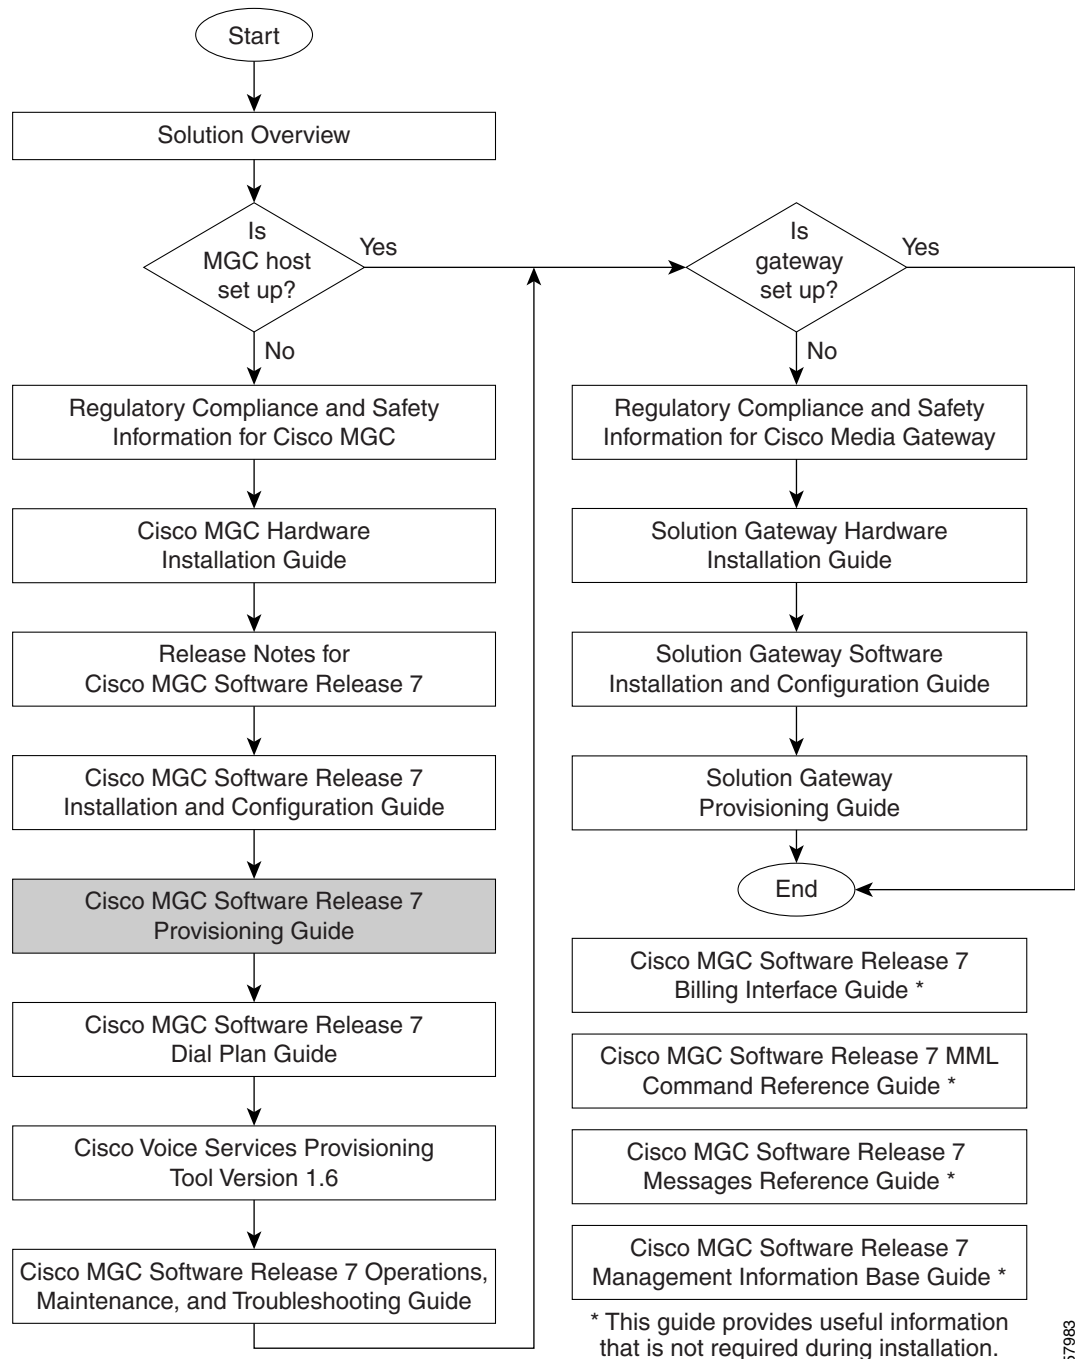 Start
Solution Overview
Is
MGC host
set up?
Yes
No
Regulatory Compliance and Safety
Information for Cisco MGC
Cisco MGC Hardware
Installation Guide
Release Notes for
Cisco MGC Software Release 7
Cisco MGC Software Release 7
Installation and Configuration Guide
Cisco MGC Software Release 7
Provisioning Guide
Cisco MGC Software Release 7
Dial Plan Guide
Cisco Voice Services Provisioning
Tool Version 1.6
Cisco MGC Software Release 7 Operations,
Maintenance, and Troubleshooting Guide
Is
gateway
set up?
Yes
No
Regulatory Compliance and Safety
Information for Cisco Media Gateway
Solution Gateway Hardware
Installation Guide
Solution Gateway Software
Installation and Configuration Guide
Solution Gateway
Provisioning Guide
End
Cisco MGC Software Release 7
Billing Interface Guide *
Cisco MGC Software Release 7 MML
Command Reference Guide *
Cisco MGC Software Release 7
Messages Reference Guide *
Cisco MGC Software Release 7
Management Information Base Guide *
* This guide provides useful information
that is not required during installation.